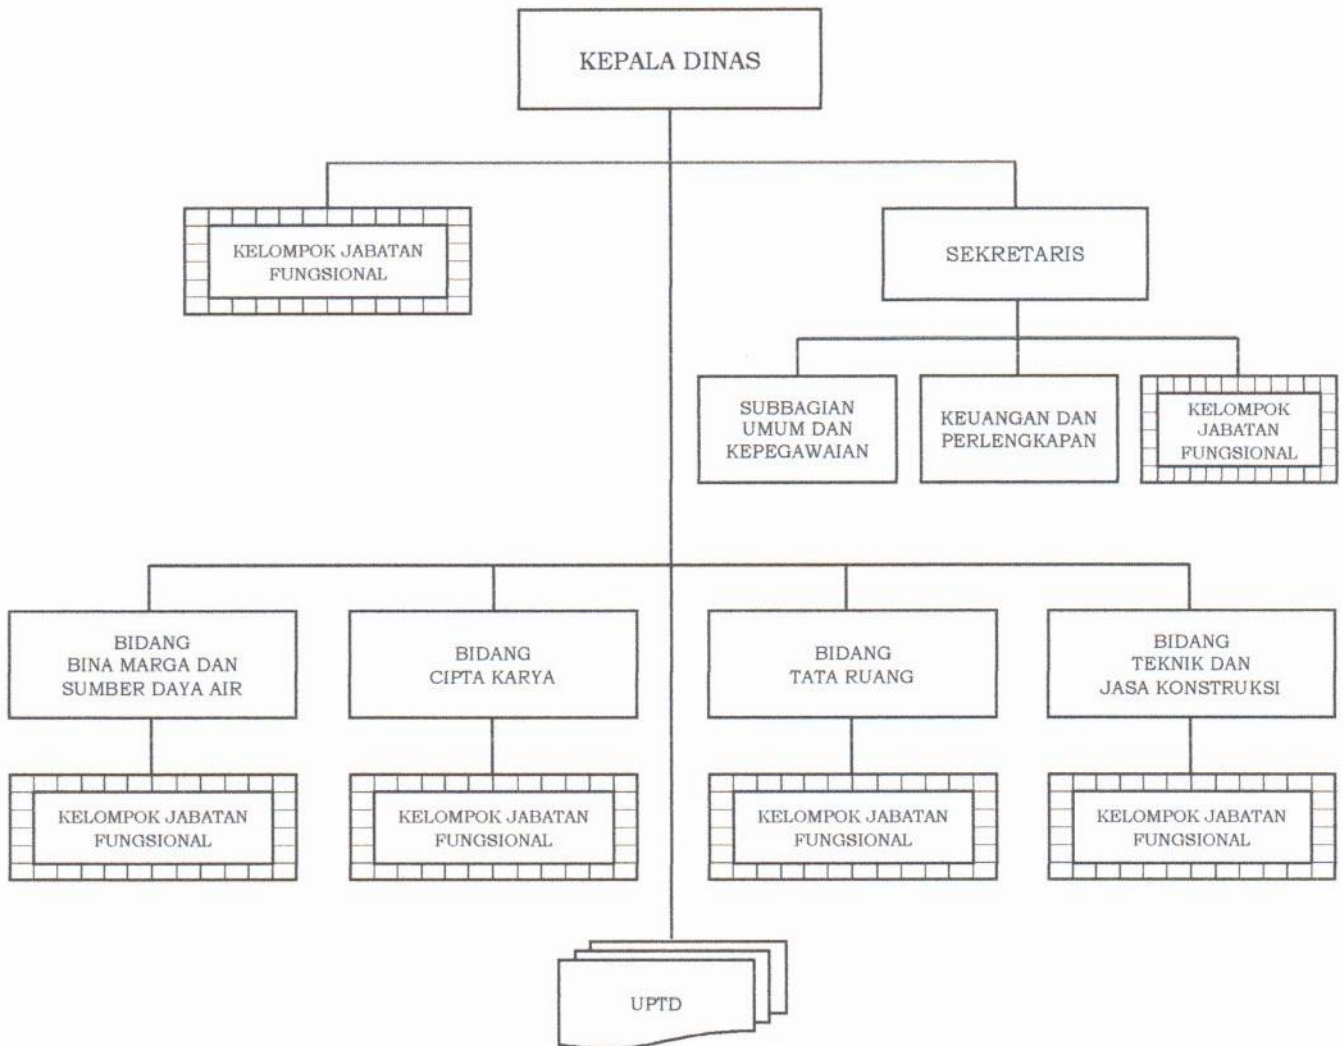 KEPALA DINAS
KELOMPOK JABATAN
FUNGSIONAL
SEKRETARIS
SUBBAGIAN
UMUM DAN
KEPEGAWAIAN
KEUANGAN DAN
PERLENGKAPAN
KELOMPOK
JABATAN
FUNGSIONAL
BIDANG
BINA MARGA DAN
SUMBER DAYA AIR
BIDANG
CIPTA KARYA
BIDANG
TATA RUANG
BIDANG
TEKNIK DAN
JASA KONSTRUKSI
KELOMPOK JABATAN
FUNGSIONAL
KELOMPOK JABATAN
FUNGSIONAL
KELOMPOK JABATAN
FUNGSIONAL
KELOMPOK JABATAN
FUNGSIONAL
UPTD